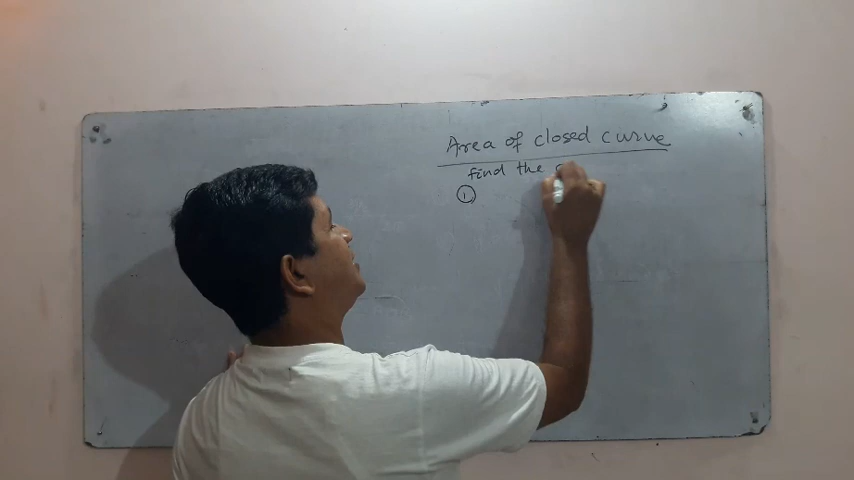 Area of closed curve
find the
①